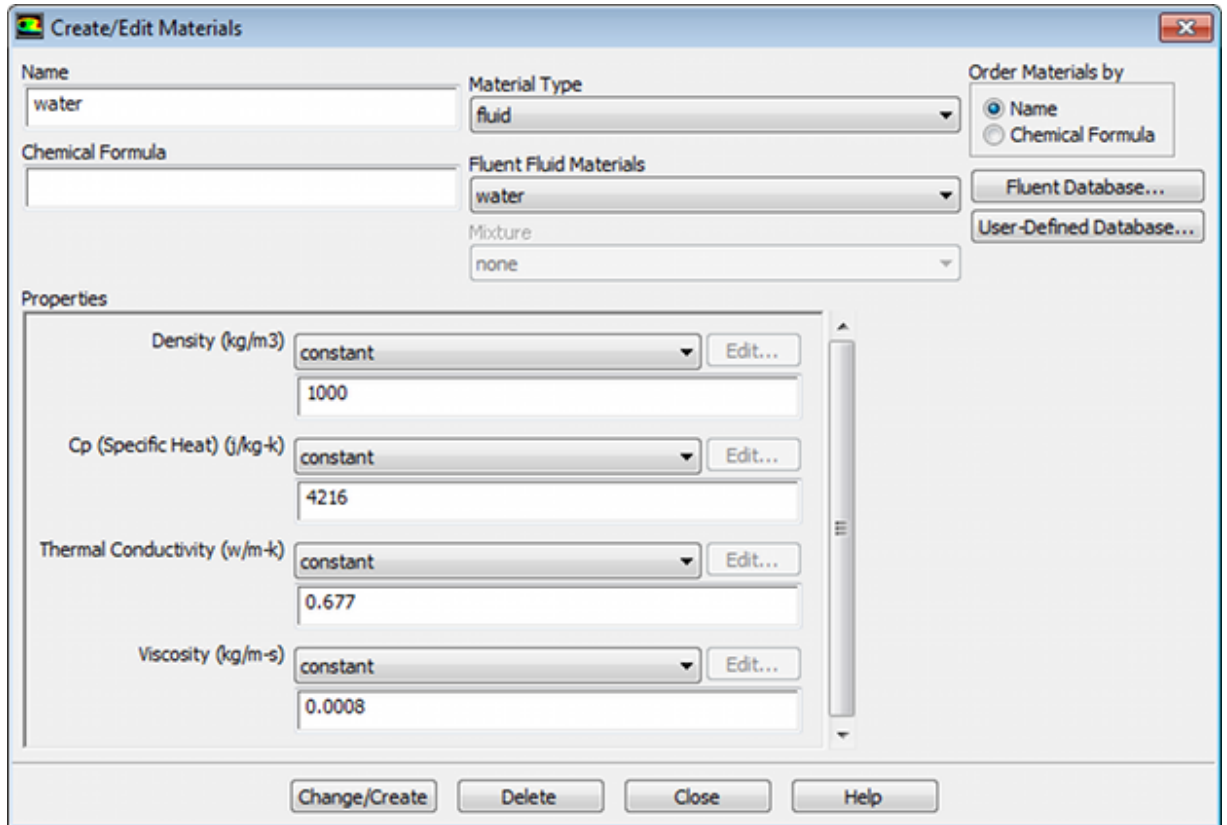 Create/Edit Materials
Name
water
Material Type
fluid
Order Materials by
Name
Chemical Formula
Chemical Formula
Fluent Fluid Materials
water
Fluent Database...
User-Defined Database...
Mixture
none
Properties
Density (kg/m3) constant Edit...
1000
Cp (Specific Heat) (j/kg-k) constant Edit...
4216
Thermal Conductivity (w/m-k) constant Edit...
0.677
Viscosity (kg/m-s) constant Edit...
0.0008
Change/Create Delete Close Help